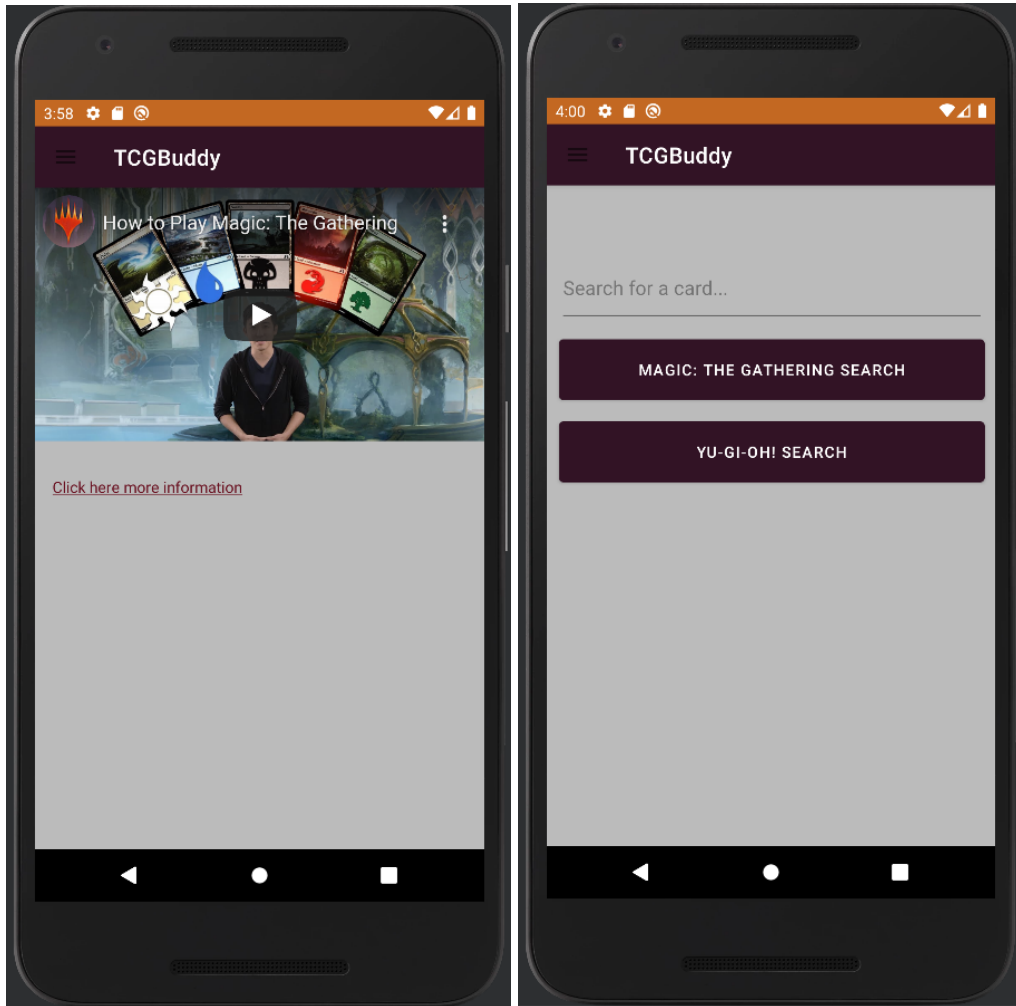 3:58
TCGBuddy
How to Play Magic: The Gathering
Click here more information
4:00
TCGBuddy
Search for a card...
MAGIC: THE GATHERING SEARCH
YU-GI-OH! SEARCH